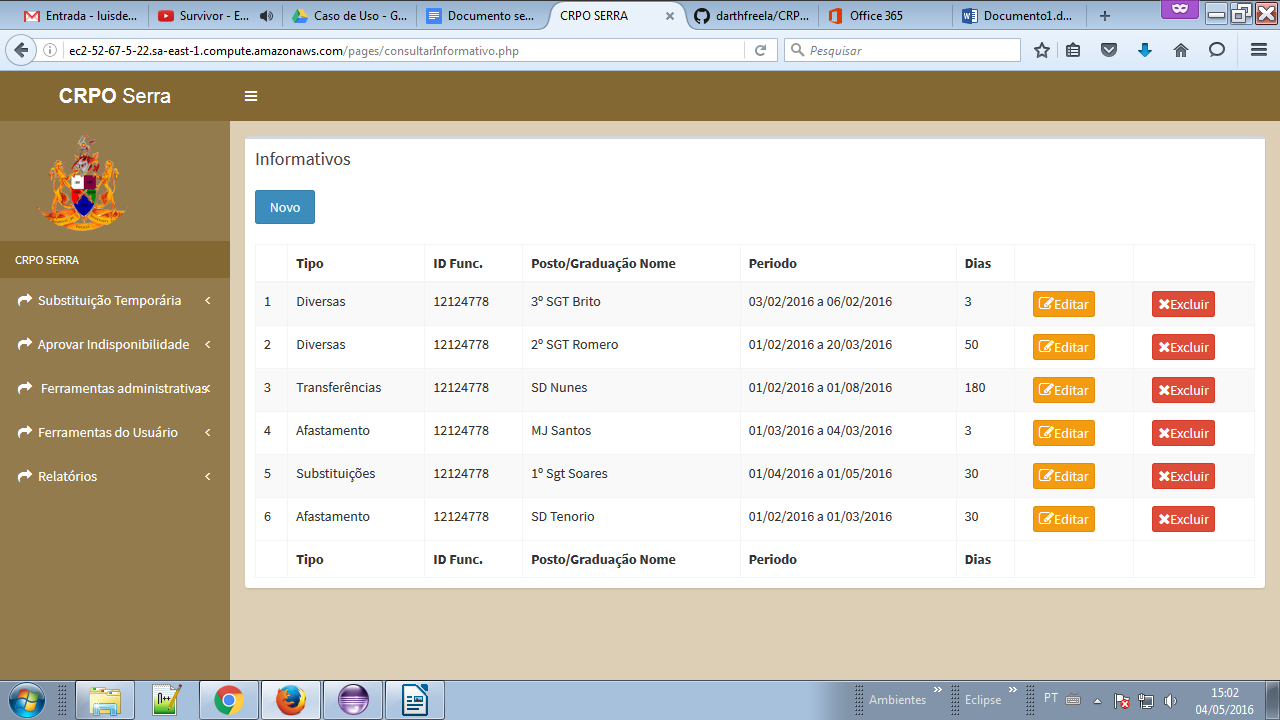 Entrada - luisde...
Survivor - E...
Caso de Uso - G...
Documento se...
CRPO SERRA
darthfreela/CRP...
Office 365
Documento1.d...
ec2-52-67-5-22.sa-east-1.compute.amazonaws.com/pages/consultarInformativo.php
Pesquisar
CRPO Serra
CRPO SERRA
Substituição Temporária
Aprovar Indisponibilidade
Ferramentas administrativas
Ferramentas do Usuário
Relatórios
Informativos
Novo
Tipo ID Func. Posto/Graduação Nome Periodo Dias
1 Diversas 12124778 3º SGT Brito 03/02/2016 a 06/02/2016 3 Editar Excluir
2 Diversas 12124778 2º SGT Romero 01/02/2016 a 20/03/2016 50 Editar Excluir
3 Transferências 12124778 SD Nunes 01/02/2016 a 01/08/2016 180 Editar Excluir
4 Afastamento 12124778 MJ Santos 01/03/2016 a 04/03/2016 3 Editar Excluir
5 Substituições 12124778 1º Sgt Soares 01/04/2016 a 01/05/2016 30 Editar Excluir
6 Afastamento 12124778 SD Tenorio 01/02/2016 a 01/03/2016 30 Editar Excluir
Tipo ID Func. Posto/Graduação Nome Periodo Dias
Ambientes
Eclipse
PT
15:02
04/05/2016